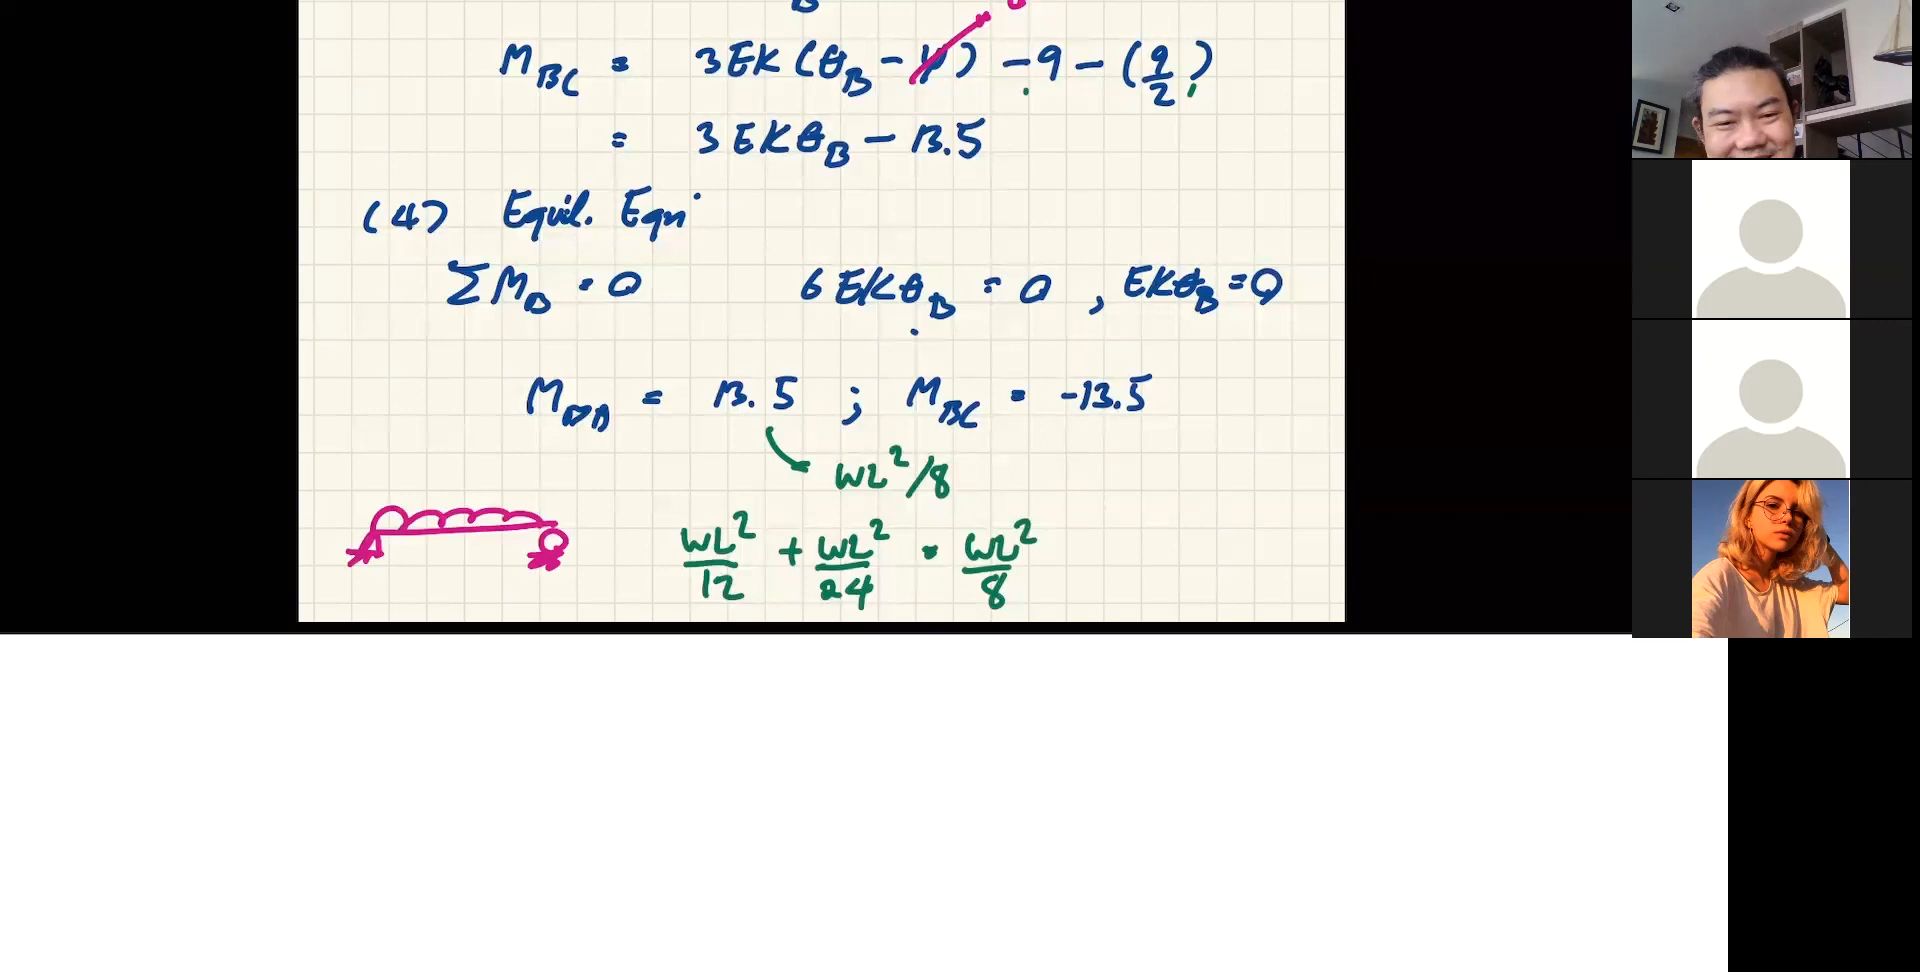 M_BC = 3EK(θ_B - ψ) - 9 - (9/2)
= 3EKθ_B - 13.5
(4) Equil. Eqn
ΣM_B = 0 6EKθ_B = 0 , EKθ_B = 0
M_BA = 13.5 ; M_BC = -13.5
WL²/8
WL²/12 + WL²/24 = WL²/8